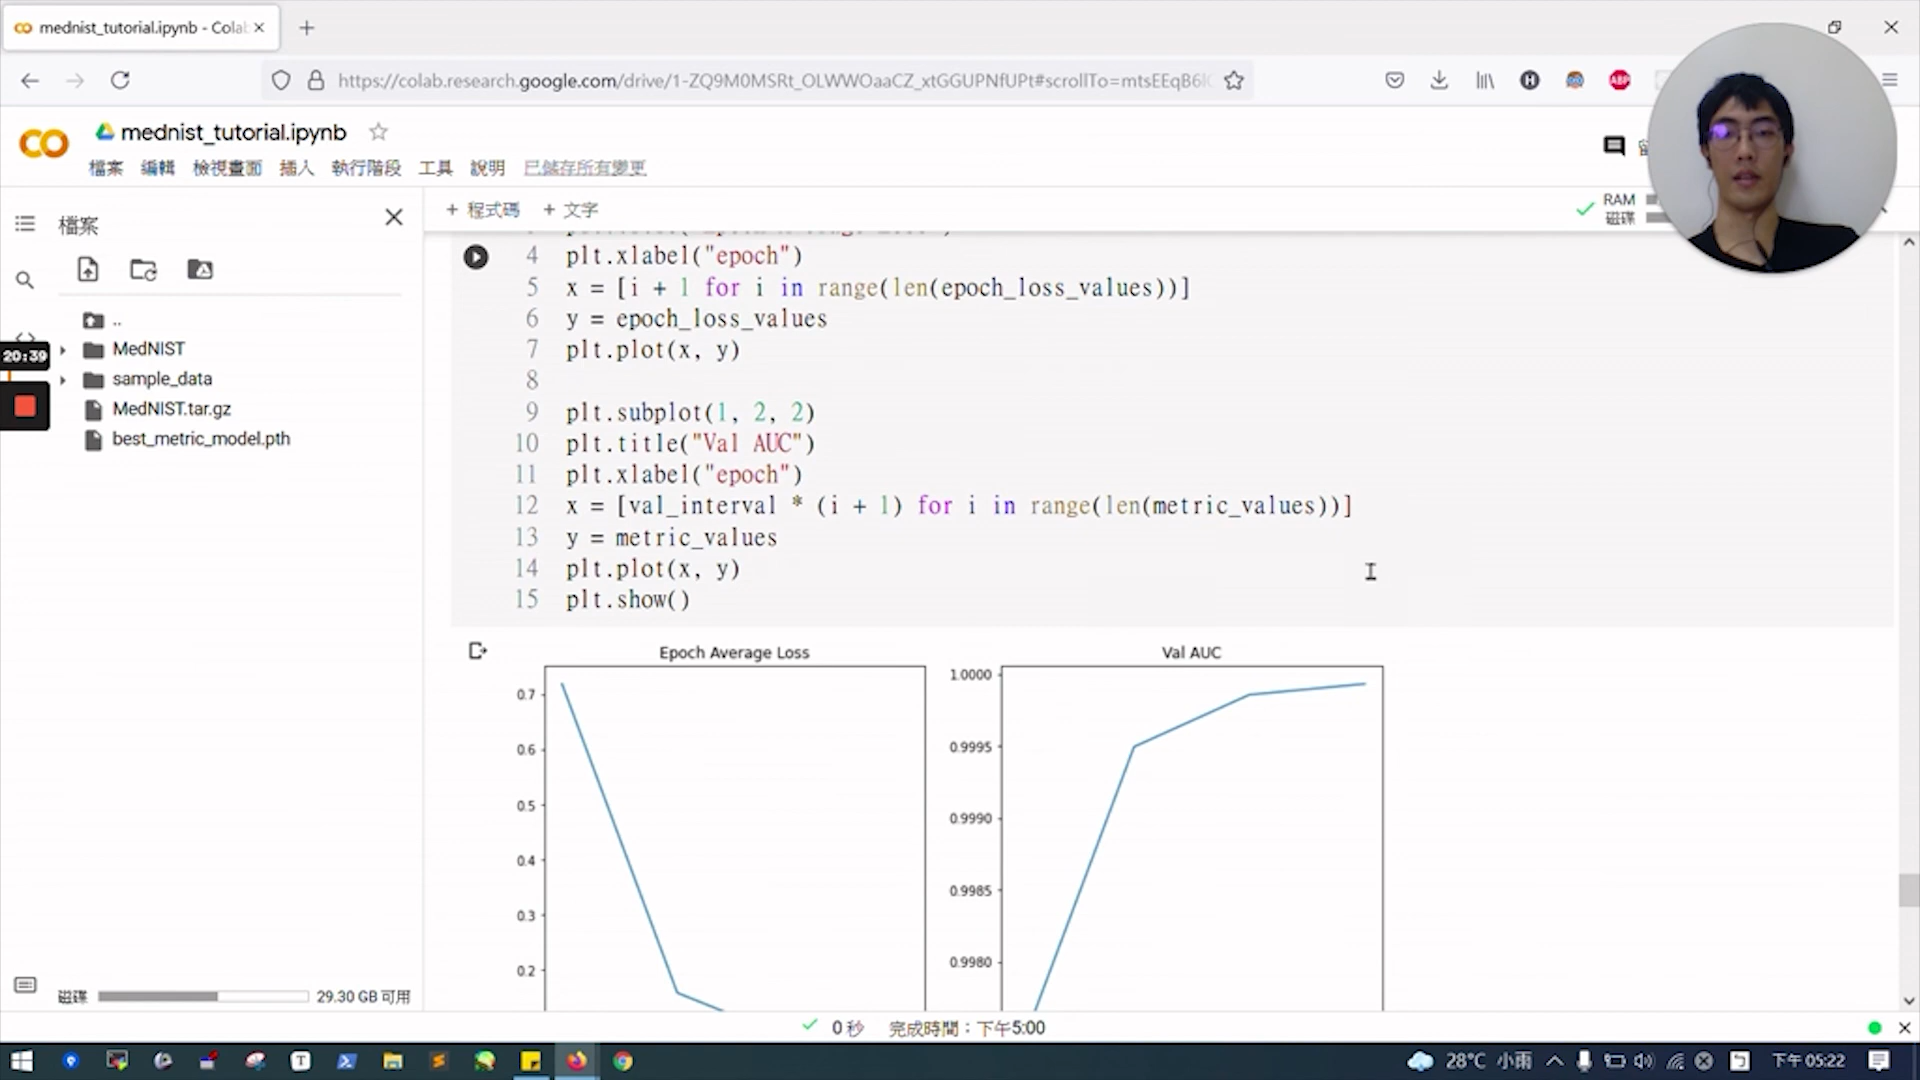 mednist_tutorial.ipynb - Colab
https://colab.research.google.com/drive/1-ZQ9M0MSRt_OLWWOaaCZ_xtGGUPNfUPt#scrollTo=mtsEEqB6l
ABP
mednist_tutorial.ipynb
檔案 編輯 檢視畫面 插入 執行階段 工具 說明 已儲存所有變更
檔案
+ 程式碼 + 文字
RAM
磁碟
..
MedNIST
sample_data
MedNIST.tar.gz
best_metric_model.pth
20:39
4 plt.xlabel("epoch")
5 x = [i + 1 for i in range(len(epoch_loss_values))]
6 y = epoch_loss_values
7 plt.plot(x, y)
8
9 plt.subplot(1, 2, 2)
10 plt.title("Val AUC")
11 plt.xlabel("epoch")
12 x = [val_interval * (i + 1) for i in range(len(metric_values))]
13 y = metric_values
14 plt.plot(x, y)
15 plt.show()
Epoch Average Loss
0.7
0.6
0.5
0.4
0.3
0.2
Val AUC
1.0000
0.9995
0.9990
0.9985
0.9980
磁碟 29.30 GB 可用
0 秒 完成時間：下午5:00
28°C 小雨
下午 05:22